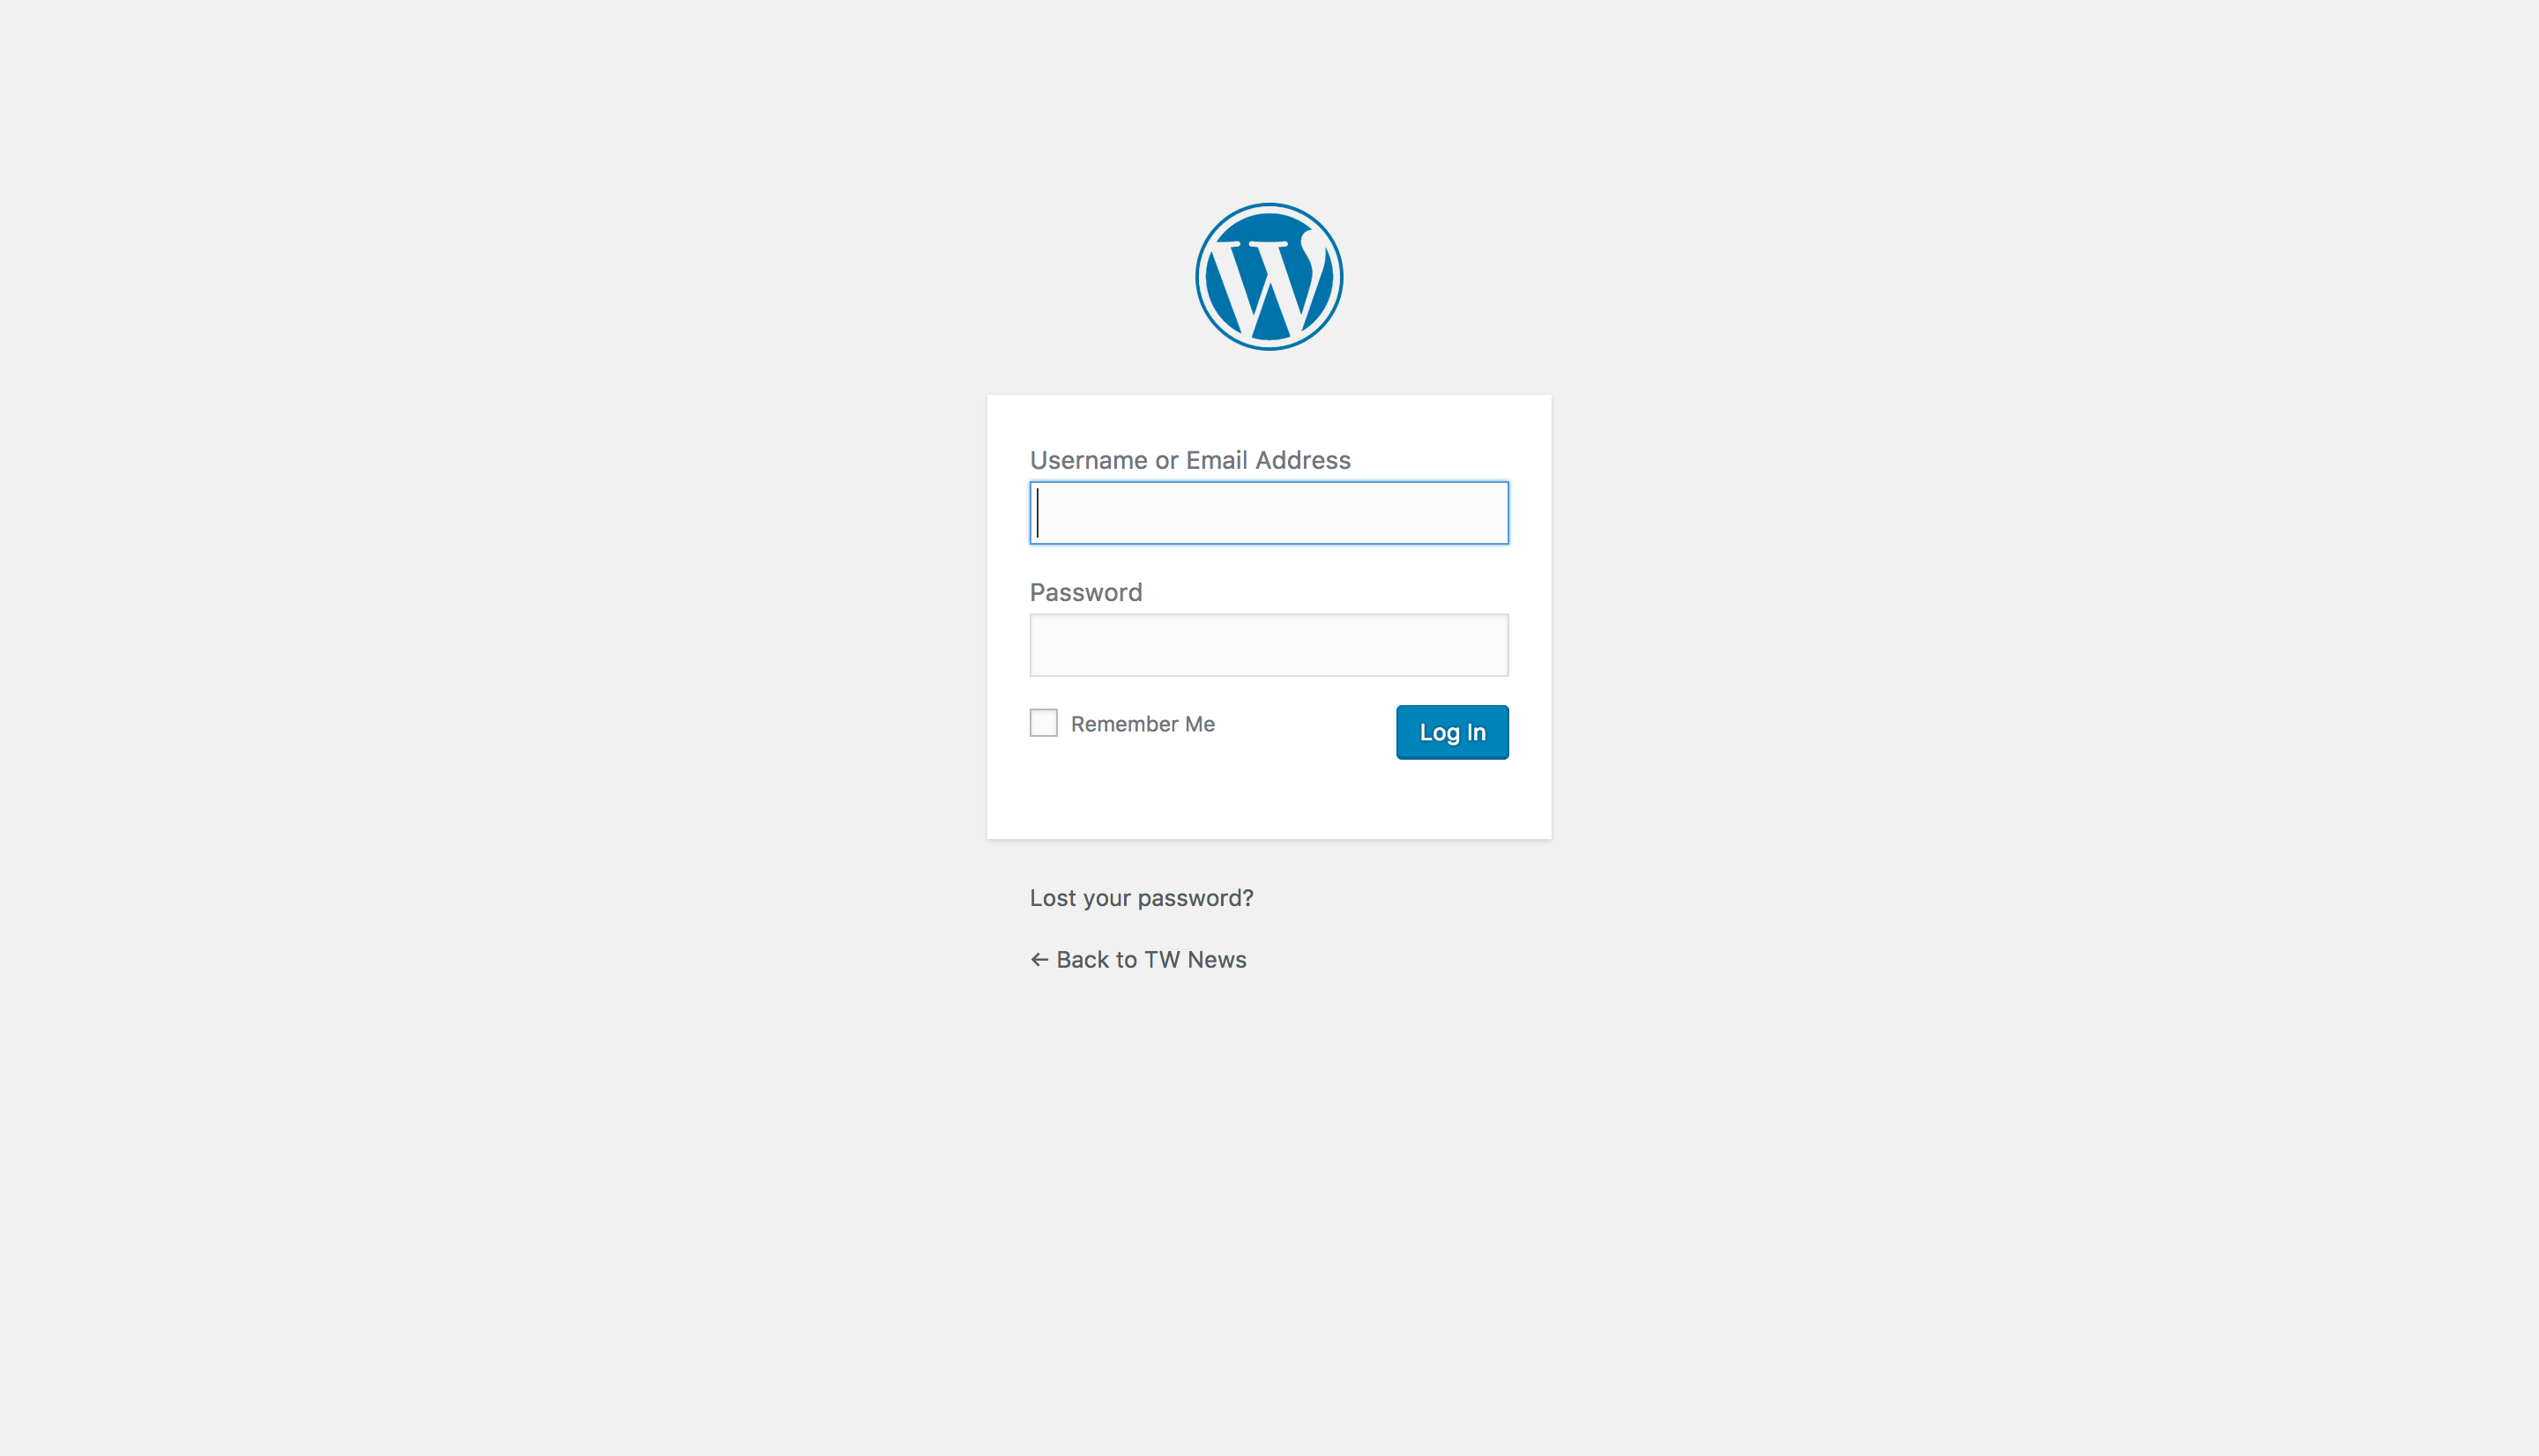 Username or Email Address
Password
Remember Me
Log In
Lost your password?
← Back to TW News